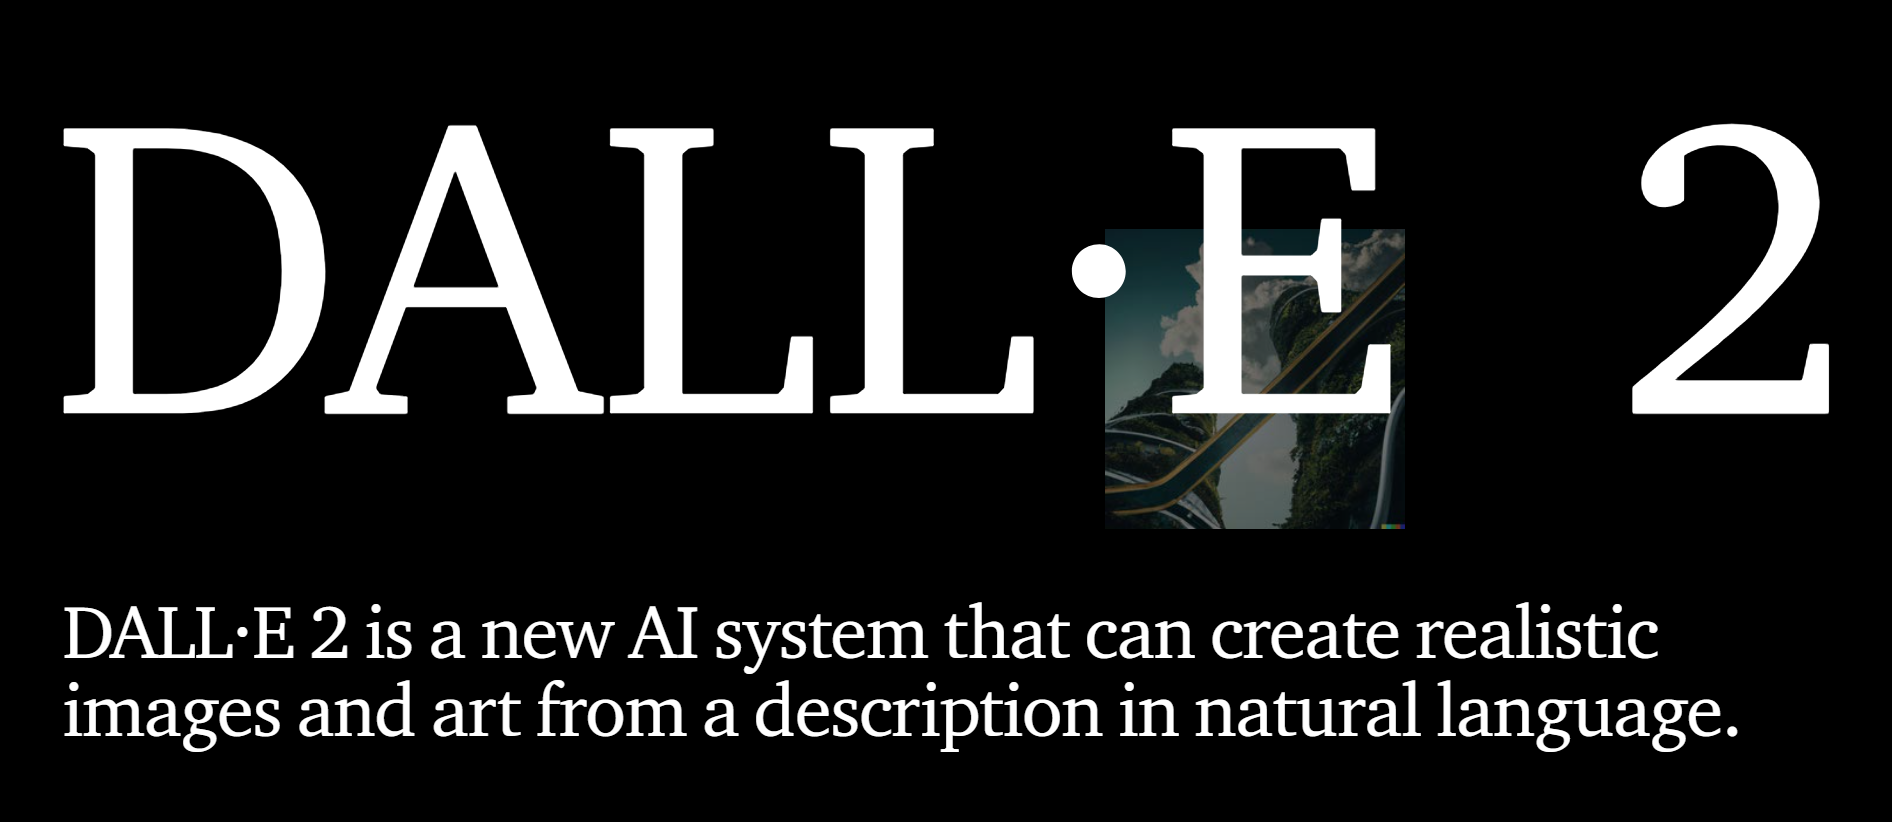 DALL·E 2
DALL·E 2 is a new AI system that can create realistic
images and art from a description in natural language.